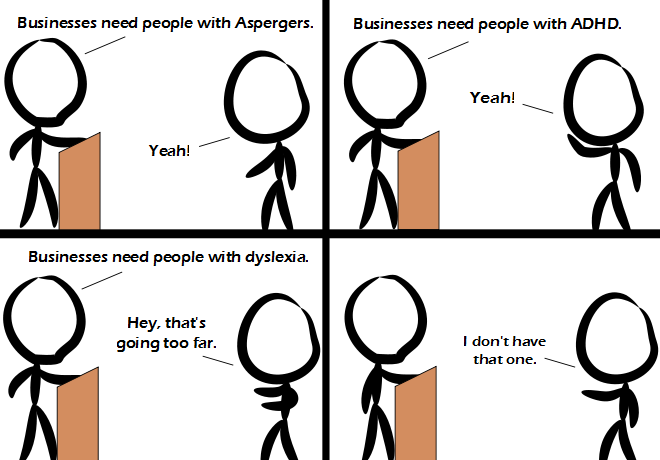 Businesses need people with Aspergers.
Yeah!
Businesses need people with ADHD.
Yeah!
Businesses need people with dyslexia.
Hey, that's
going too far.
I don't have
that one.